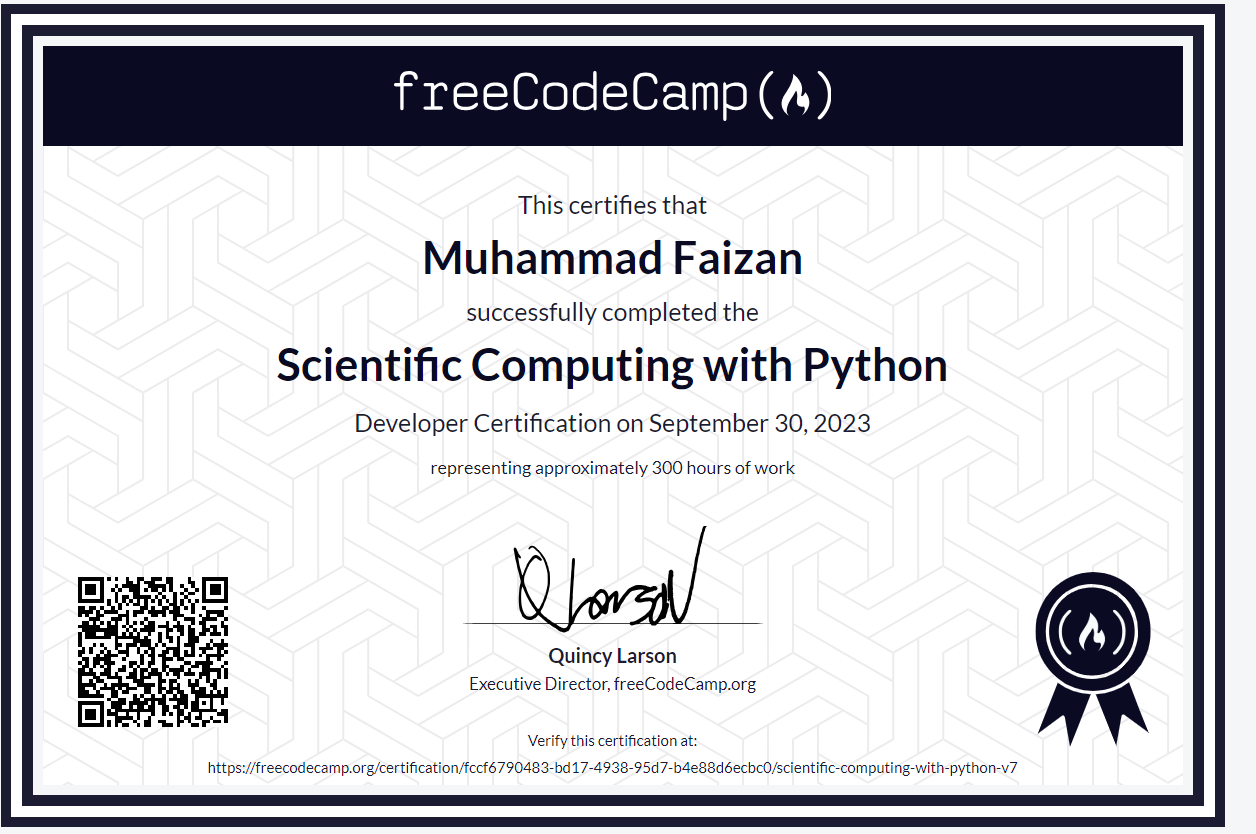 freeCodeCamp
This certifies that
Muhammad Faizan
successfully completed the
Scientific Computing with Python
Developer Certification on September 30, 2023
representing approximately 300 hours of work
Q Larson
Quincy Larson
Executive Director, freeCodeCamp.org
Verify this certification at:
https://freecodecamp.org/certification/fccf6790483-bd17-4938-95d7-b4e88d6ecbc0/scientific-computing-with-python-v7